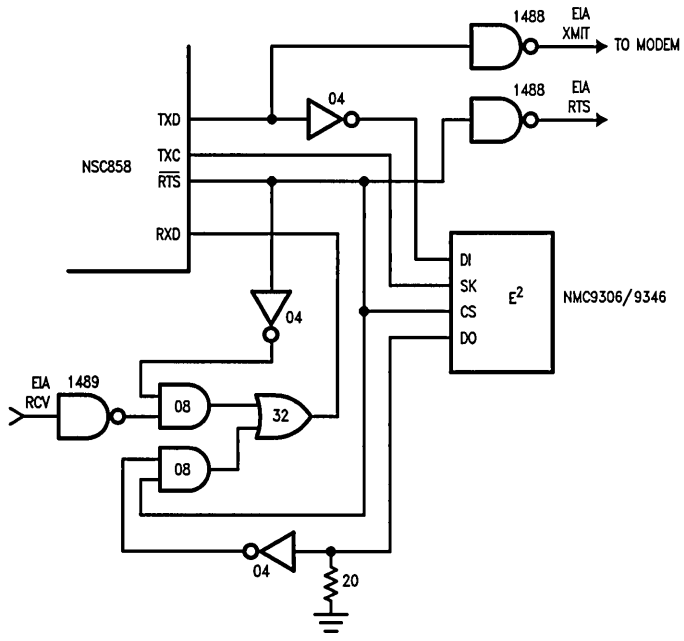 1488
EIA
XMIT
TO MODEM
1488
EIA
RTS
04
TXD
TXC
NSC858
RTS
RXD
DI
SK
E2
CS
DO
NMC9306/9346
04
EIA
RCV
1489
08
32
08
04
20